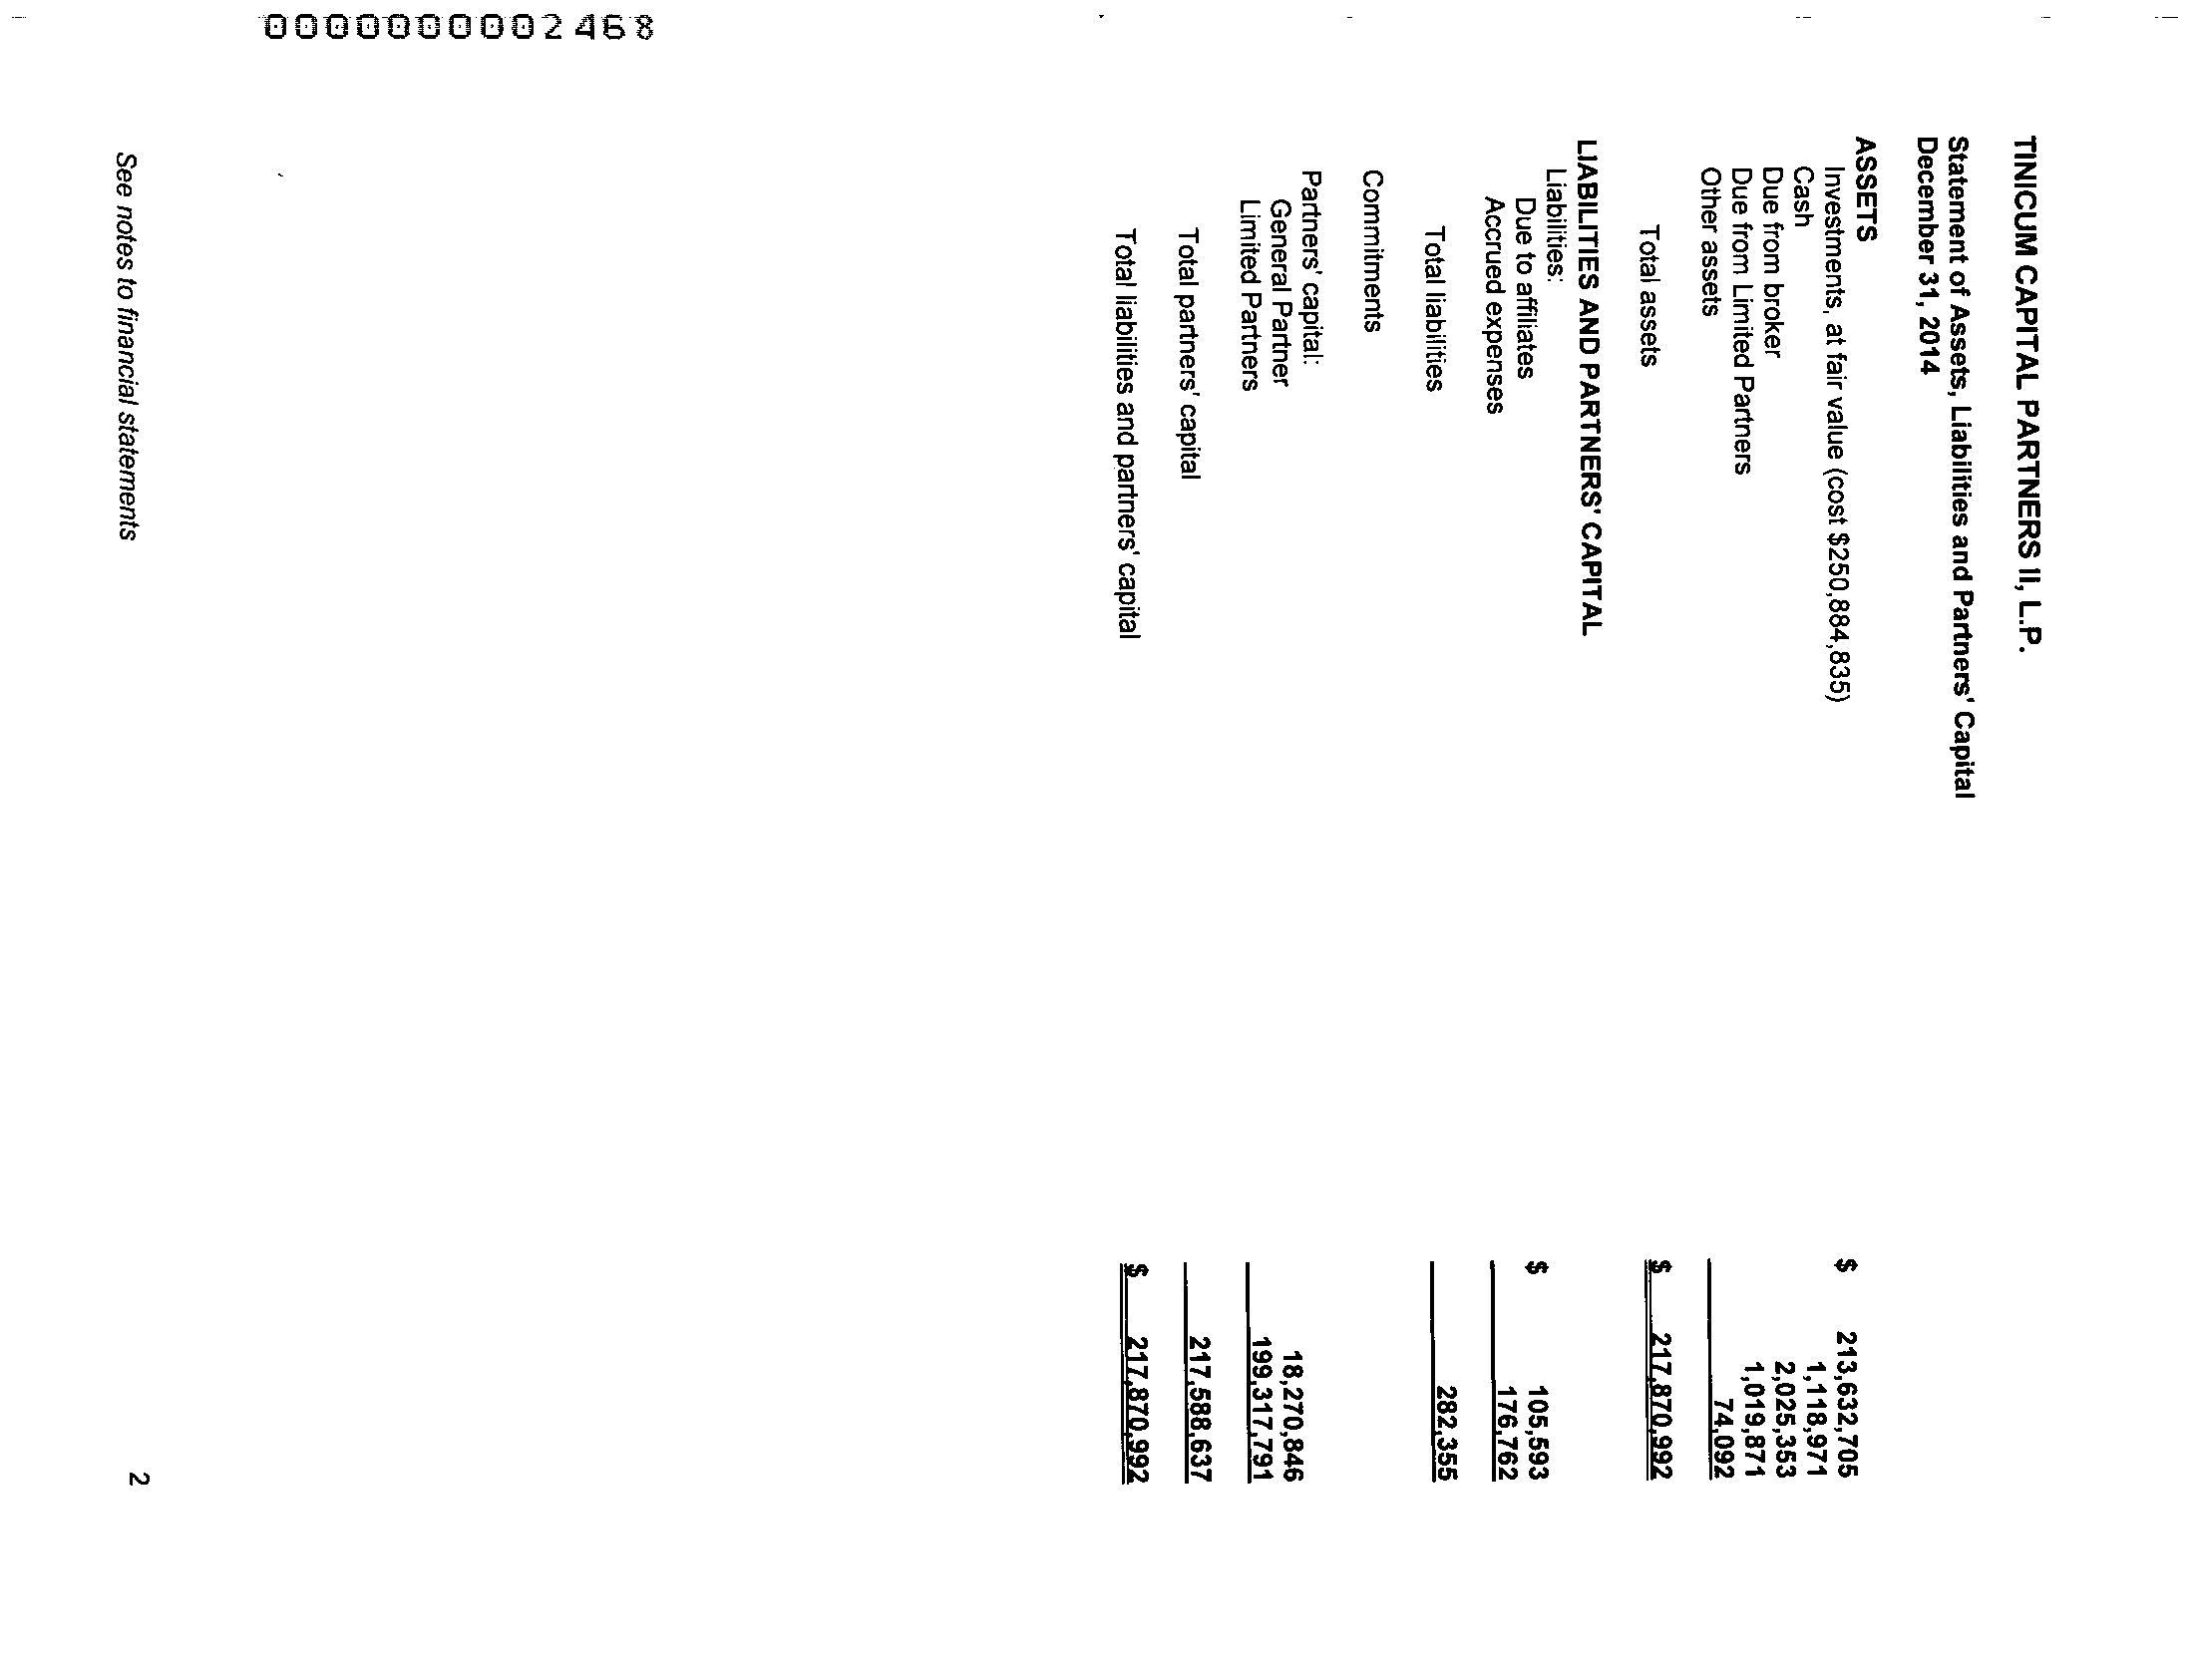 0000000002468
TINICUM CAPITAL PARTNERS II, L.P.
Statement of Assets, Liabilities and Partners' Capital
December 31, 2014
ASSETS
Investments, at fair value (cost $250,884,835) $ 213,632,705
Cash 1,118,971
Due from broker 2,025,353
Due from Limited Partners 1,019,871
Other assets 74,092
Total assets $ 217,870,992
LIABILITIES AND PARTNERS' CAPITAL
Liabilities:
Due to affiliates $ 105,593
Accrued expenses 176,762
Total liabilities 282,355
Commitments
Partners' capital:
General Partner 18,270,846
Limited Partners 199,317,791
Total partners' capital 217,588,637
Total liabilities and partners' capital $ 217,870,992
See notes to financial statements 2